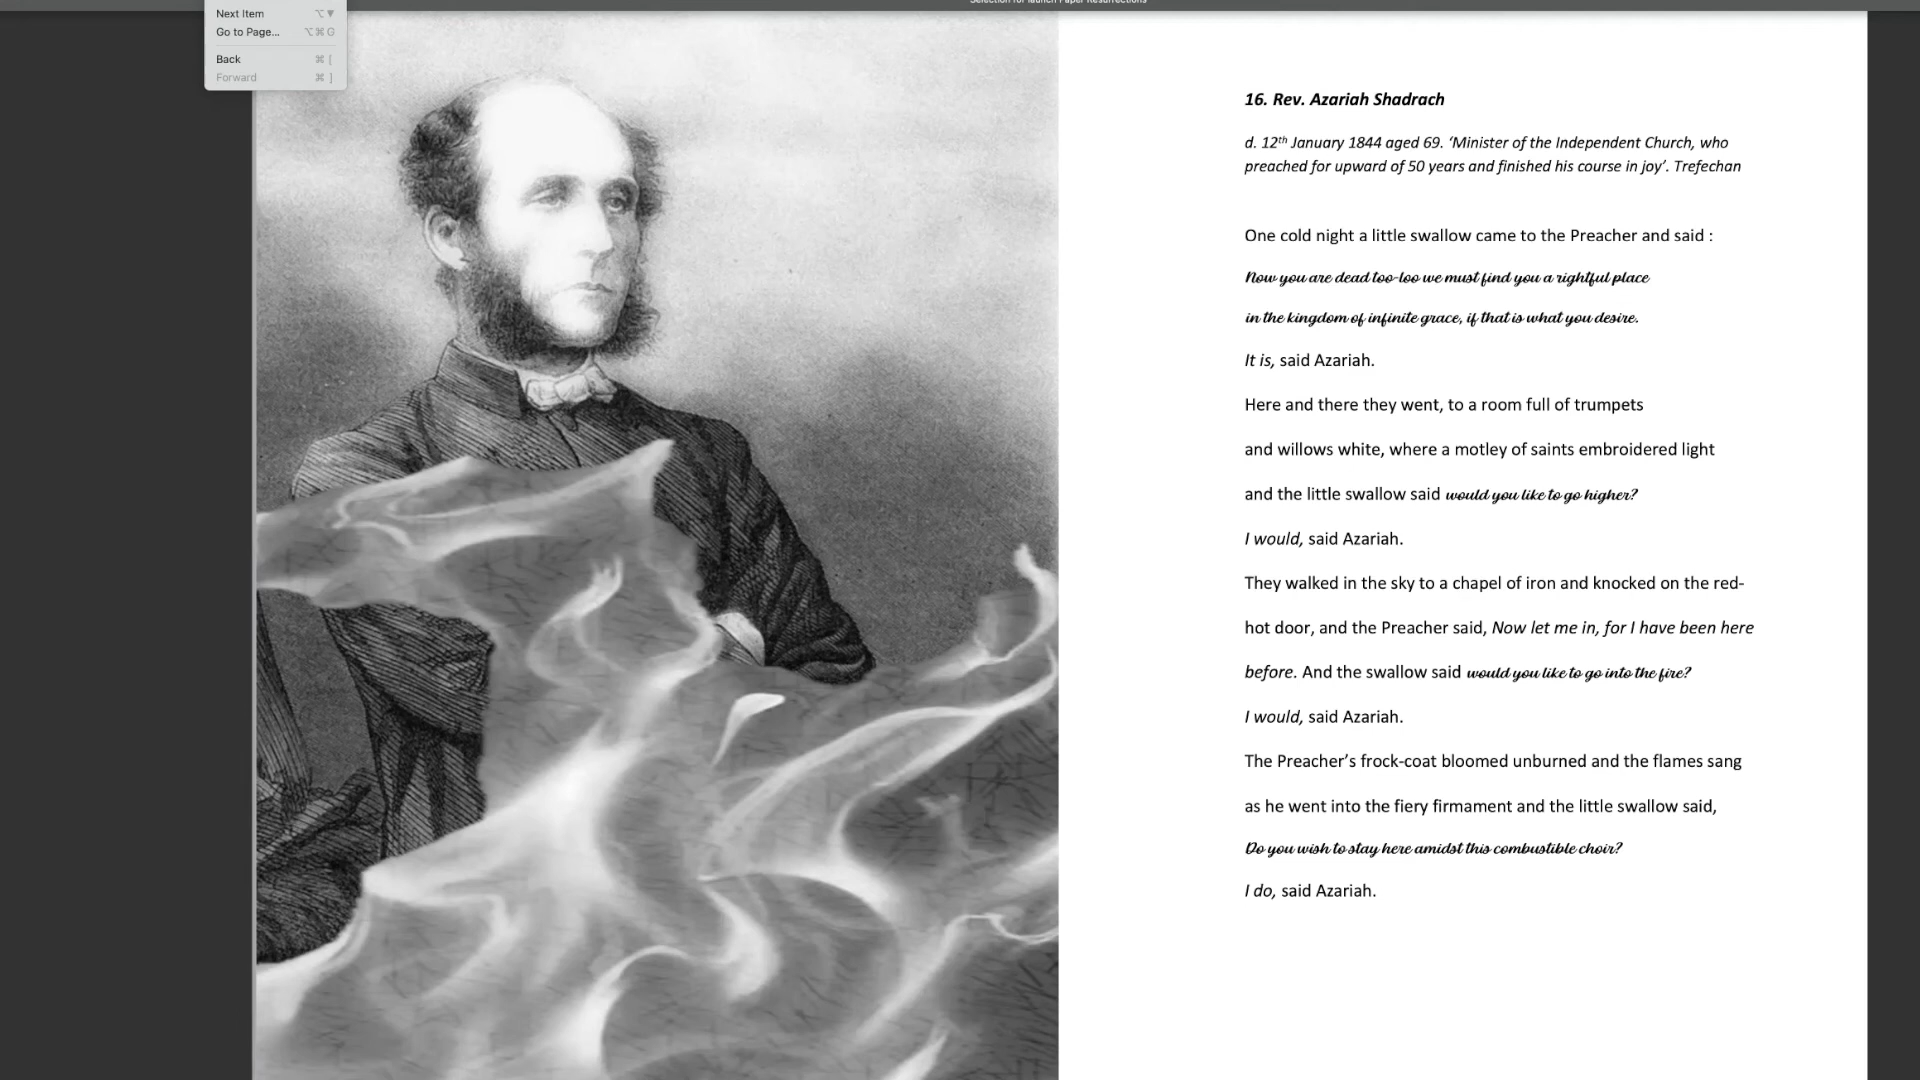 Selection for launch Paper Resurrections
Next Item ⌥▼
Go to Page... ⌥⌘G
Back ⌘[
Forward ⌘]
16. Rev. Azariah Shadrach
d. 12th January 1844 aged 69. ‘Minister of the Independent Church, who
preached for upward of 50 years and finished his course in joy’. Trefechan
One cold night a little swallow came to the Preacher and said :
Now you are dead too-loo we must find you a rightful place
in the kingdom of infinite grace, if that is what you desire.
It is, said Azariah.
Here and there they went, to a room full of trumpets
and willows white, where a motley of saints embroidered light
and the little swallow said would you like to go higher?
I would, said Azariah.
They walked in the sky to a chapel of iron and knocked on the red-
hot door, and the Preacher said, Now let me in, for I have been here
before. And the swallow said would you like to go into the fire?
I would, said Azariah.
The Preacher’s frock-coat bloomed unburned and the flames sang
as he went into the fiery firmament and the little swallow said,
Do you wish to stay here amidst this combustible choir?
I do, said Azariah.